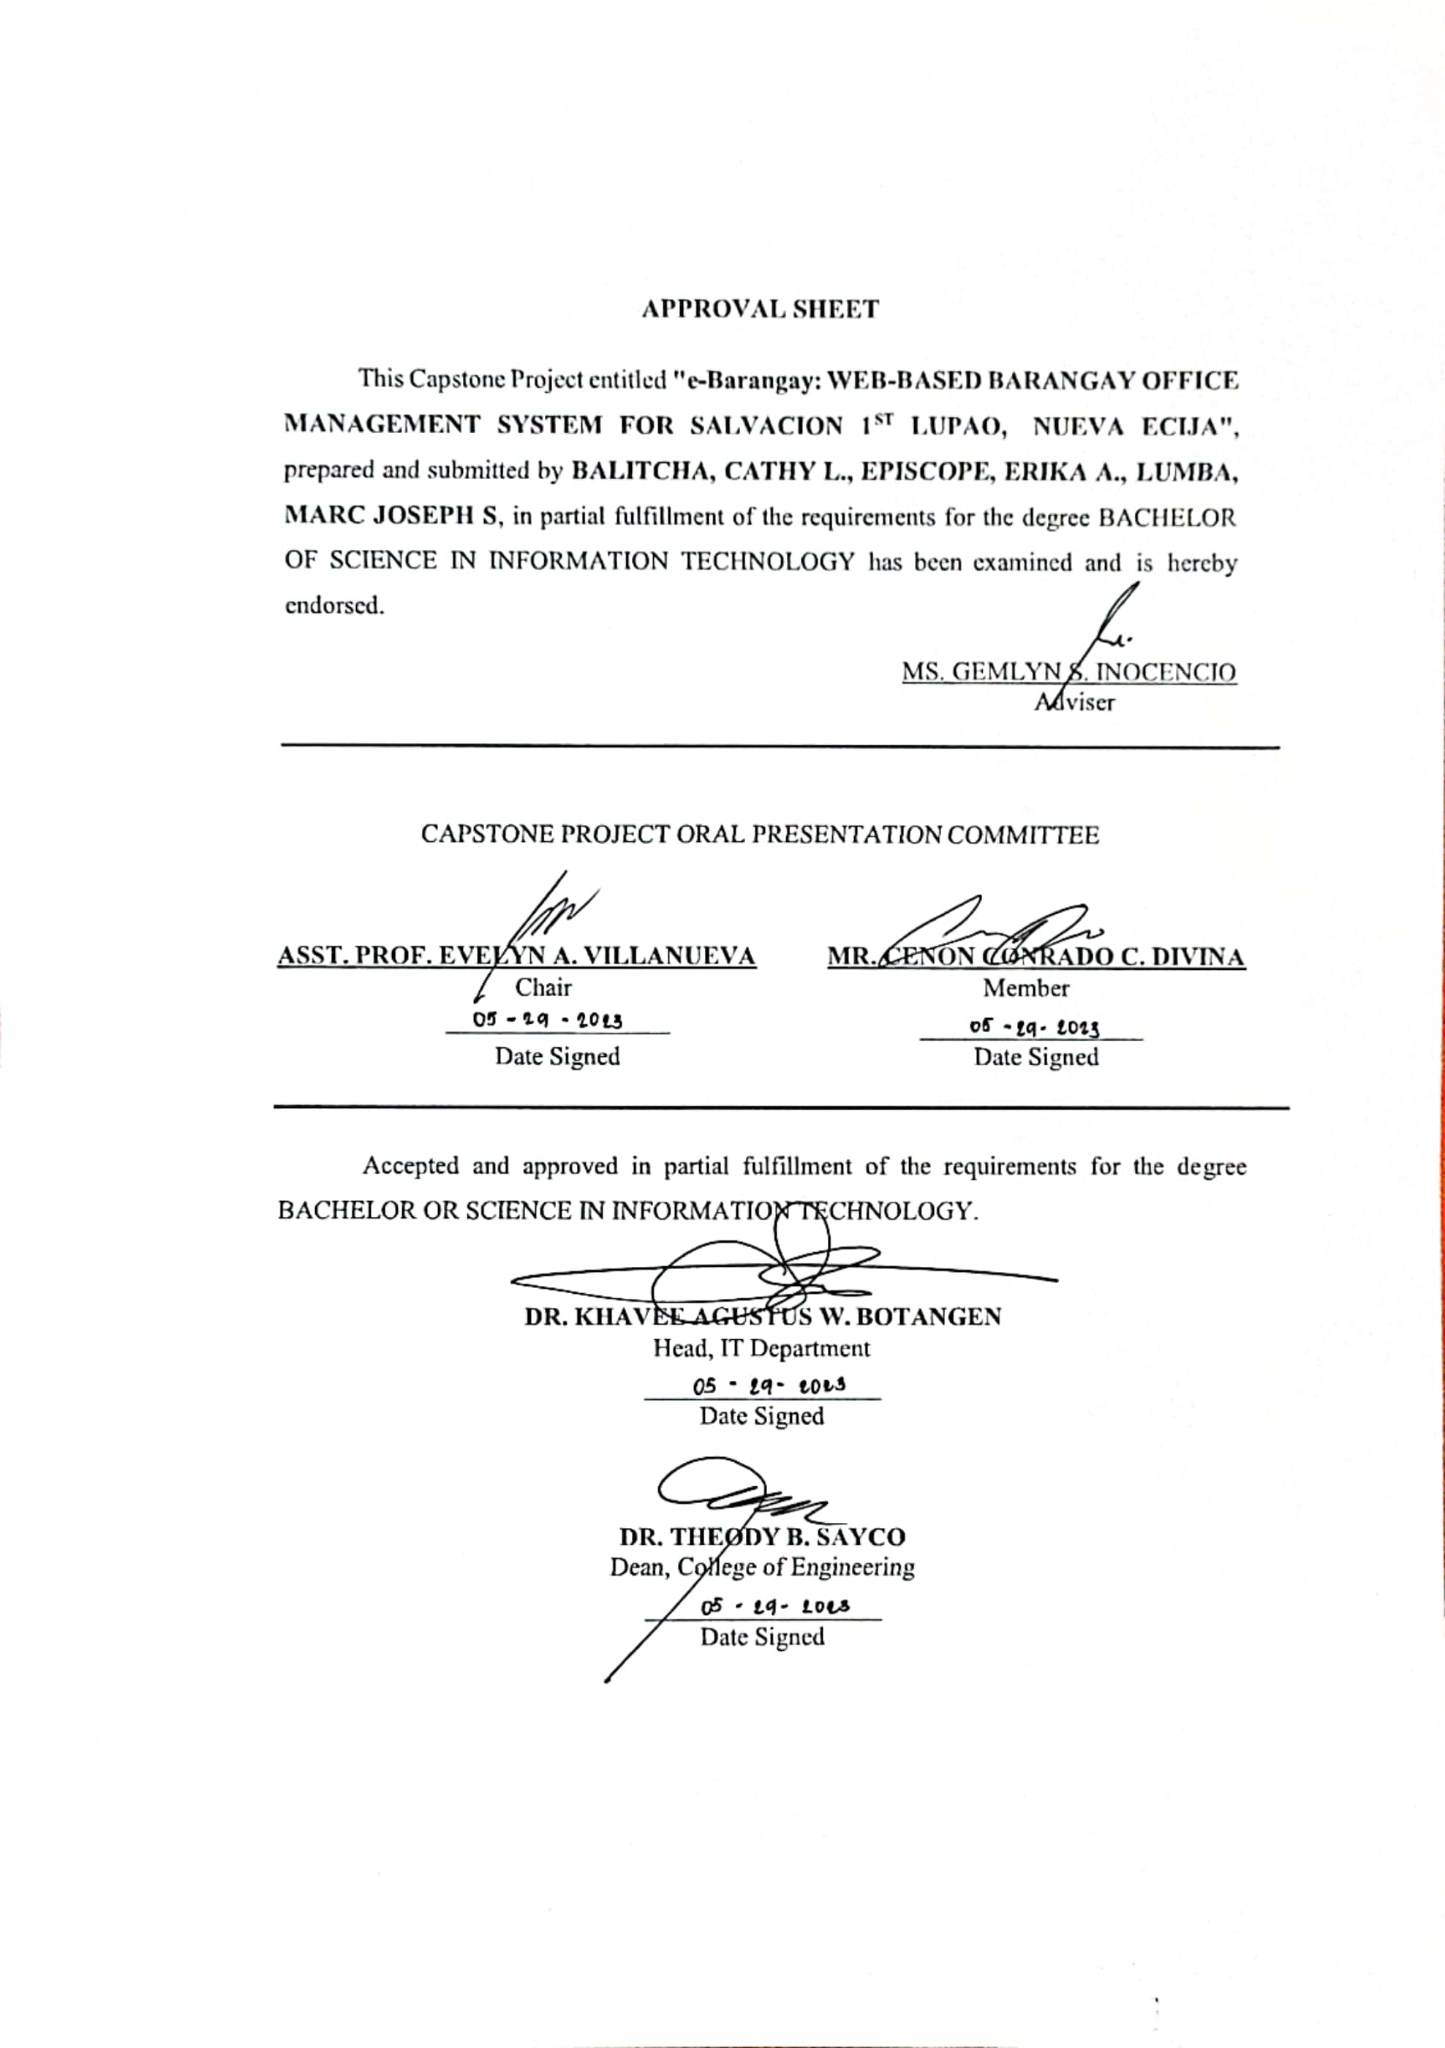 APPROVAL SHEET
This Capstone Project entitled "e-Barangay: WEB-BASED BARANGAY OFFICE
MANAGEMENT SYSTEM FOR SALVACION 1ST LUPAO, NUEVA ECIJA",
prepared and submitted by BALITCHA, CATHY L., EPISCOPE, ERIKA A., LUMBA,
MARC JOSEPH S, in partial fulfillment of the requirements for the degree BACHELOR
OF SCIENCE IN INFORMATION TECHNOLOGY has been examined and is hereby
endorsed.
MS. GEMLYN S. INOCENCIO
Adviser
CAPSTONE PROJECT ORAL PRESENTATION COMMITTEE
ASST. PROF. EVELYN A. VILLANUEVA
Chair
05-29-2023
Date Signed
MR. CENON CONRADO C. DIVINA
Member
05-29-2023
Date Signed
Accepted and approved in partial fulfillment of the requirements for the degree
BACHELOR OR SCIENCE IN INFORMATION TECHNOLOGY.
DR. KHAVEE AGUSTUS W. BOTANGEN
Head, IT Department
05-29-2023
Date Signed
DR. THEODY B. SAYCO
Dean, College of Engineering
05-29-2023
Date Signed